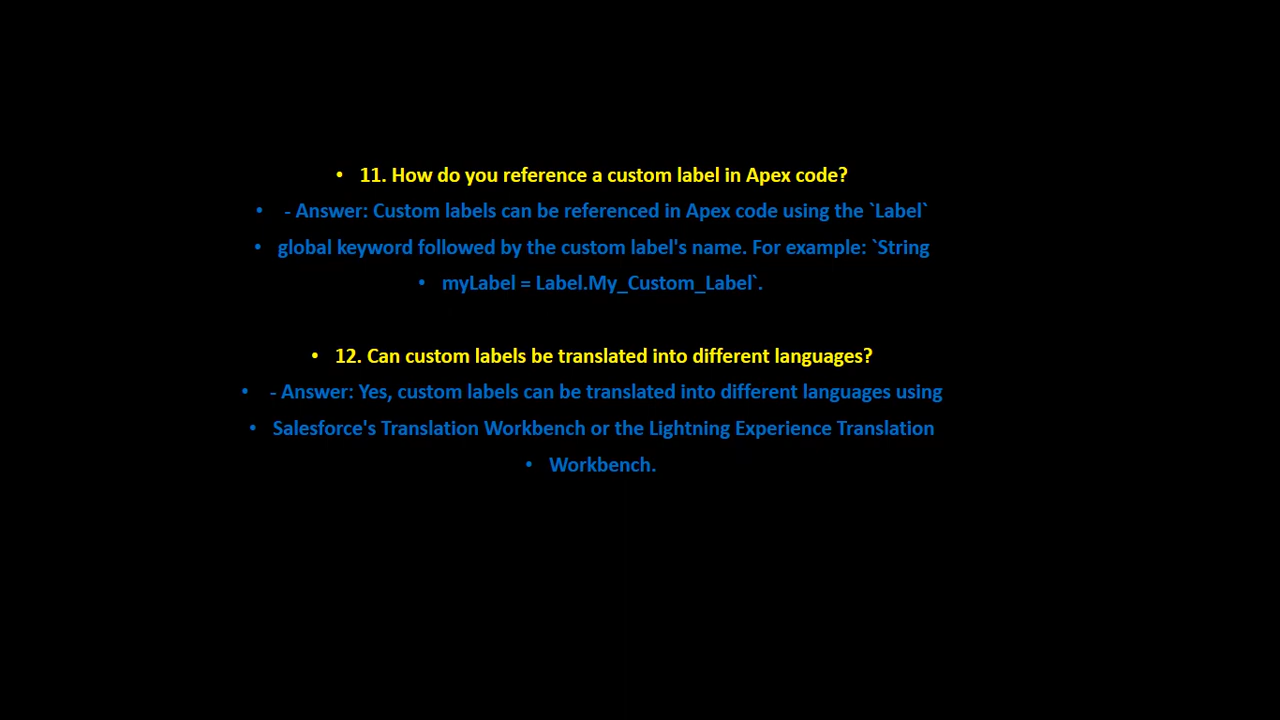 • 11. How do you reference a custom label in Apex code?
• - Answer: Custom labels can be referenced in Apex code using the `Label`
• global keyword followed by the custom label's name. For example: `String
• myLabel = Label.My_Custom_Label`.
• 12. Can custom labels be translated into different languages?
• - Answer: Yes, custom labels can be translated into different languages using
• Salesforce's Translation Workbench or the Lightning Experience Translation
• Workbench.